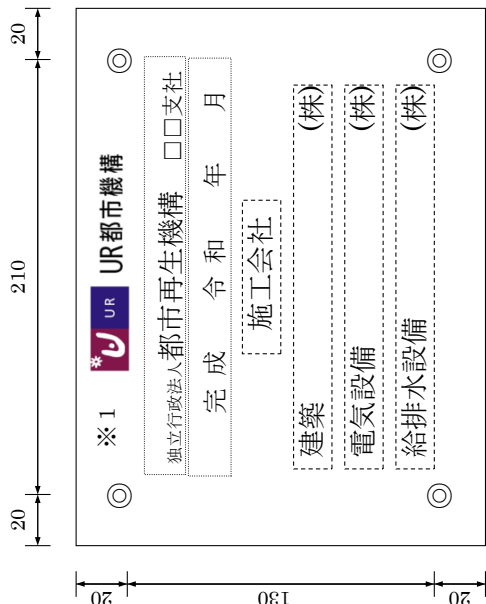 ※1 UR UR都市機構
独立行政法人都市再生機構 □□支社
完成 令和 年 月
施工会社
建築 (株)
電気設備 (株)
給排水設備 (株)
20
210
20
20
130
20